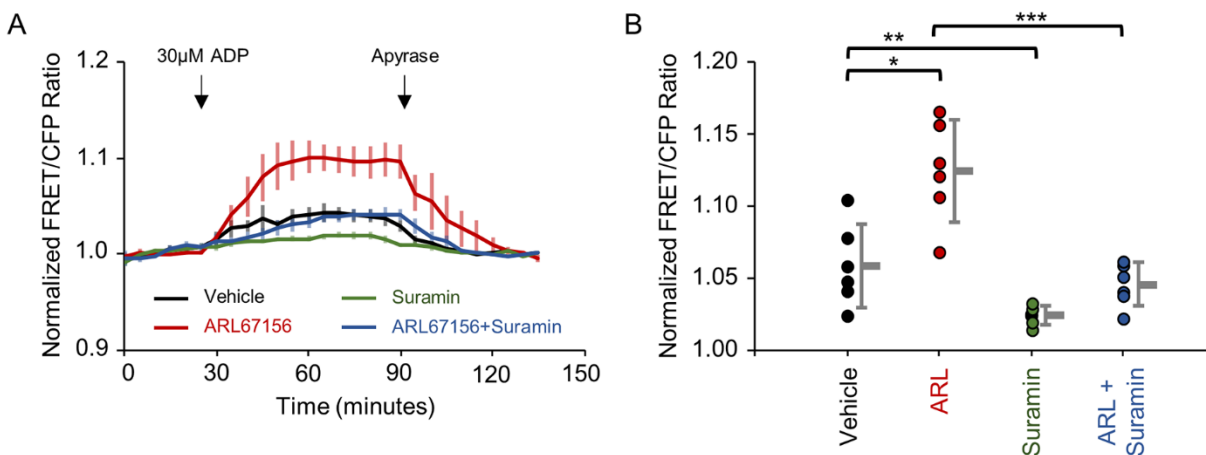 A
B
30µM ADP
Apyrase
Normalized FRET/CFP Ratio
1.2
1.1
1.0
0.9
Vehicle
Suramin
ARL67156
ARL67156+Suramin
0
30
60
90
120
150
Time (minutes)
***
**
*
Normalized FRET/CFP Ratio
1.20
1.15
1.10
1.05
1.00
Vehicle
ARL
Suramin
ARL +
Suramin